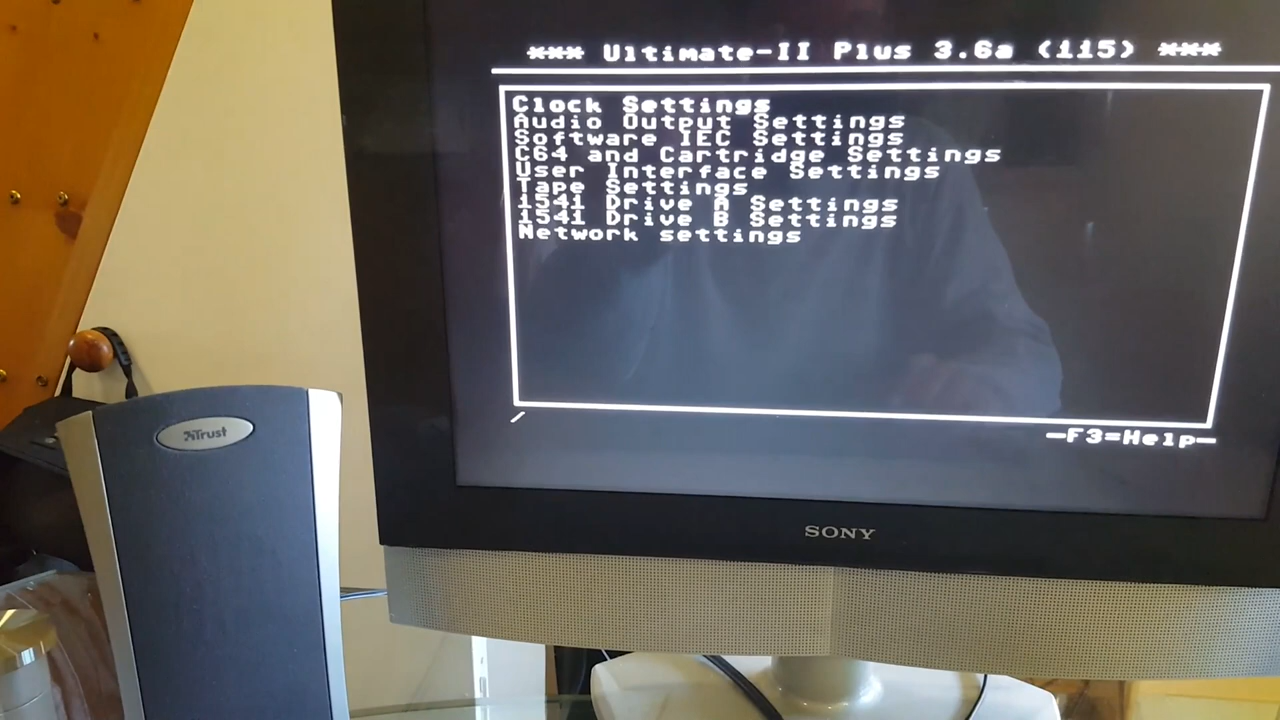 *** Ultimate-II Plus 3.6a (115) ***
Clock Settings
Audio Output Settings
Software IEC Settings
C64 and Cartridge Settings
User Interface Settings
Tape Settings
1541 Drive A Settings
1541 Drive B Settings
Network settings
/
-F3=Help-
SONY
Trust